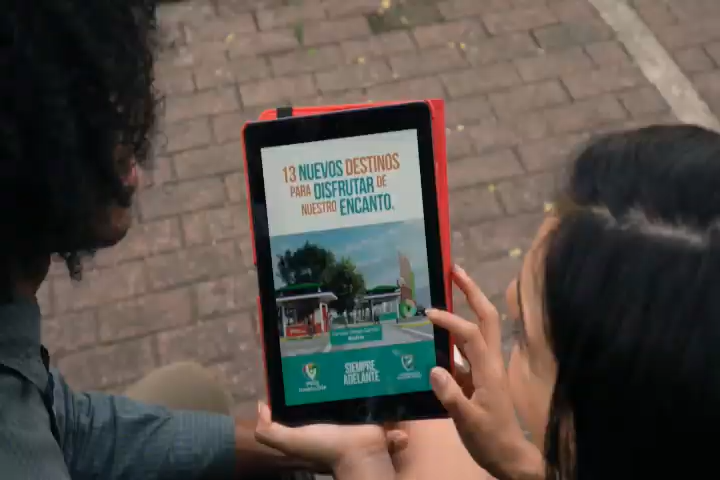 13 NUEVOS DESTINOS
PARA DISFRUTAR DE
NUESTRO ENCANTO.
SIEMPRE
ADELANTE